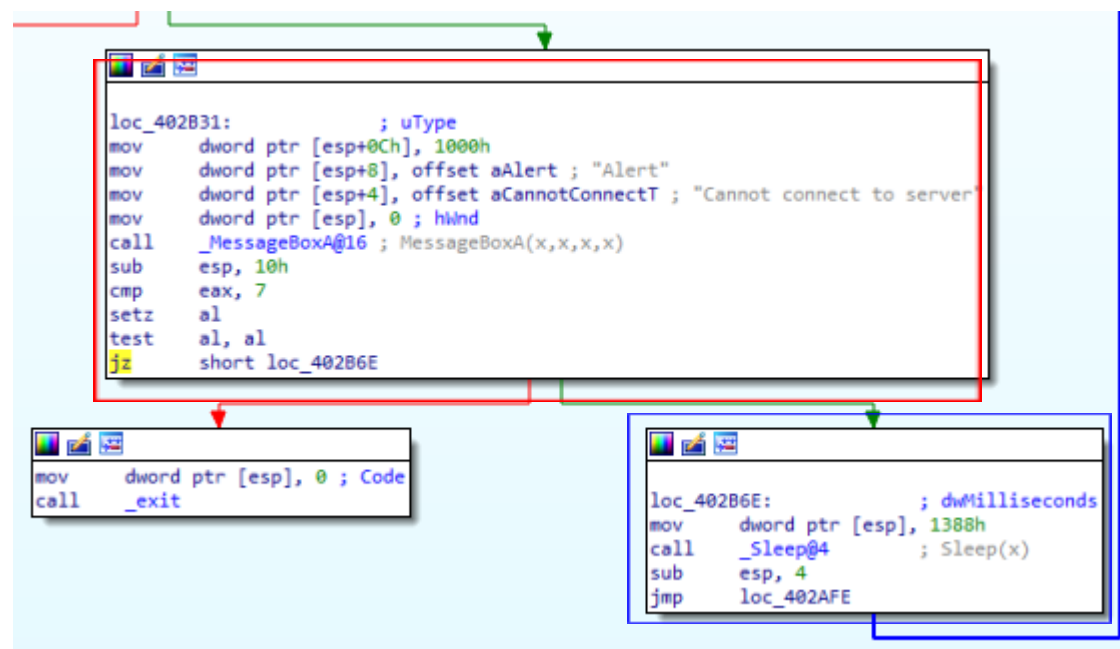 loc_402B31: ; uType
mov dword ptr [esp+0Ch], 1000h
mov dword ptr [esp+8], offset aAlert ; "Alert"
mov dword ptr [esp+4], offset aCannotConnectT ; "Cannot connect to server"
mov dword ptr [esp], 0 ; hWnd
call _MessageBoxA@16 ; MessageBoxA(x,x,x,x)
sub esp, 10h
cmp eax, 7
setz al
test al, al
jz short loc_402B6E
mov dword ptr [esp], 0 ; Code
call _exit
loc_402B6E: ; dwMilliseconds
mov dword ptr [esp], 1388h
call _Sleep@4 ; Sleep(x)
sub esp, 4
jmp loc_402AFE